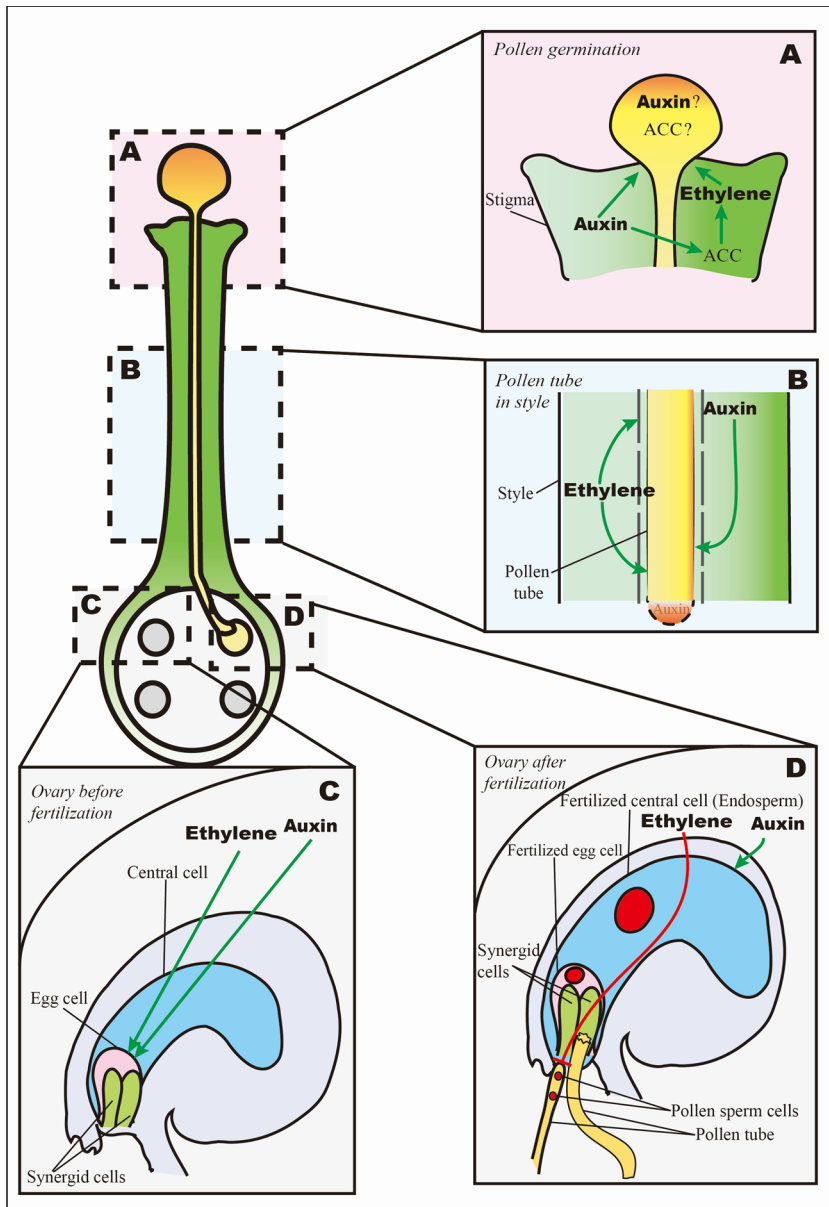 A
B
C
D
Pollen germination
A
Auxin?
ACC?
Stigma
Ethylene
Auxin
ACC
Pollen tube
in style
B
Auxin
Ethylene
Style
Pollen
tube
Auxin
Ovary before
fertilization
C
Ethylene
Auxin
Central cell
Egg cell
Synergid cells
Ovary after
fertilization
D
Fertilized central cell (Endosperm)
Ethylene
Auxin
Fertilized egg cell
Synergid
cells
Pollen sperm cells
Pollen tube